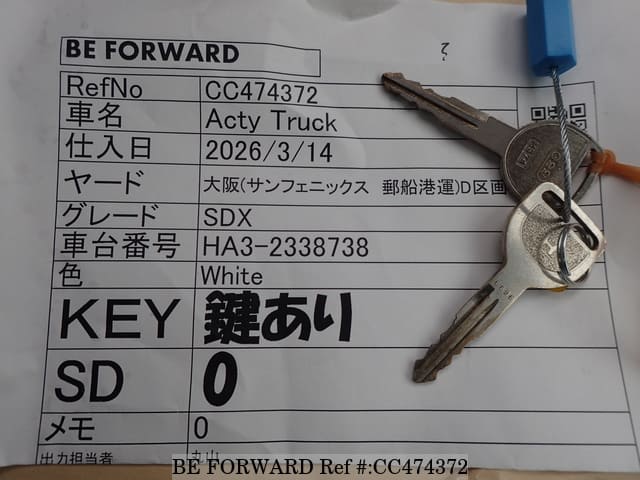 BE FORWARD
RefNo CC474372
車名 Acty Truck
仕入日 2026/3/14
ヤード 大阪(サンフェニックス 郵船港運)D区画
グレード SDX
車台番号 HA3-2338738
色 White
KEY 鍵あり
SD 0
メモ 0
出力担当者 丸山
BE FORWARD Ref #:CC474372